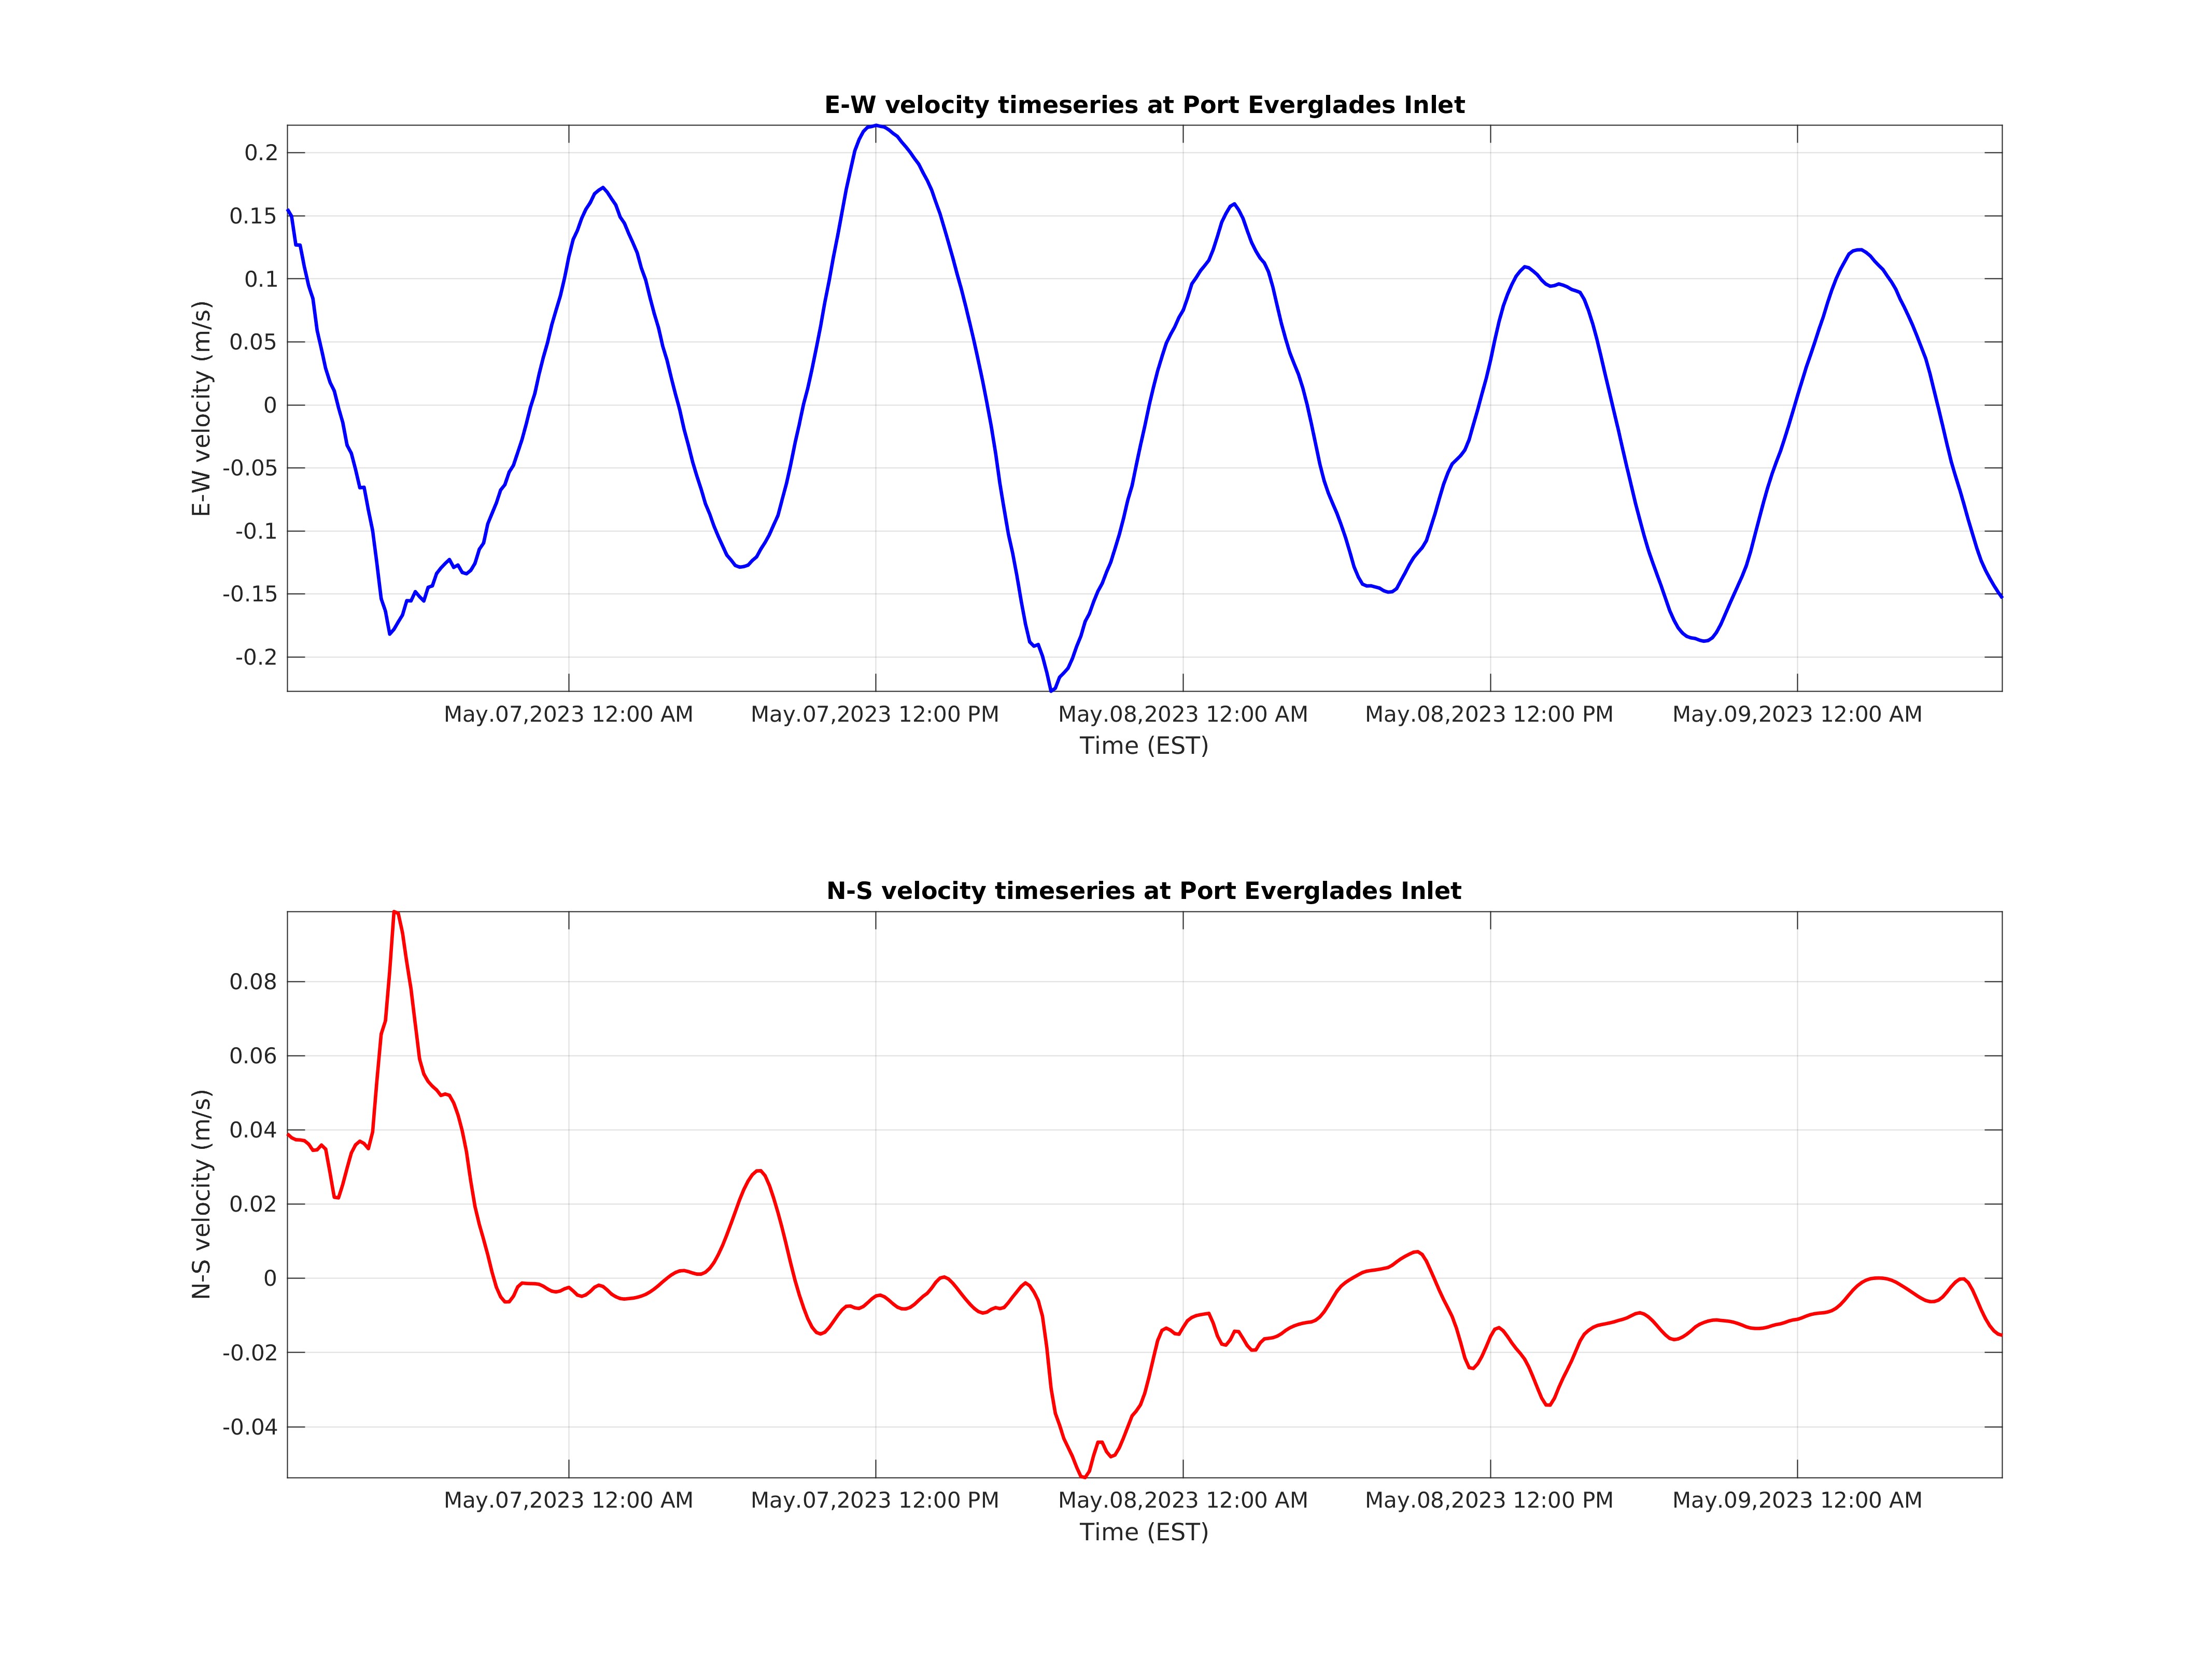 E-W velocity timeseries at Port Everglades Inlet
E-W velocity (m/s)
0.2
0.15
0.1
0.05
0
-0.05
-0.1
-0.15
-0.2
May.07,2023 12:00 AM
May.07,2023 12:00 PM
May.08,2023 12:00 AM
May.08,2023 12:00 PM
May.09,2023 12:00 AM
Time (EST)
N-S velocity timeseries at Port Everglades Inlet
N-S velocity (m/s)
0.08
0.06
0.04
0.02
0
-0.02
-0.04
May.07,2023 12:00 AM
May.07,2023 12:00 PM
May.08,2023 12:00 AM
May.08,2023 12:00 PM
May.09,2023 12:00 AM
Time (EST)